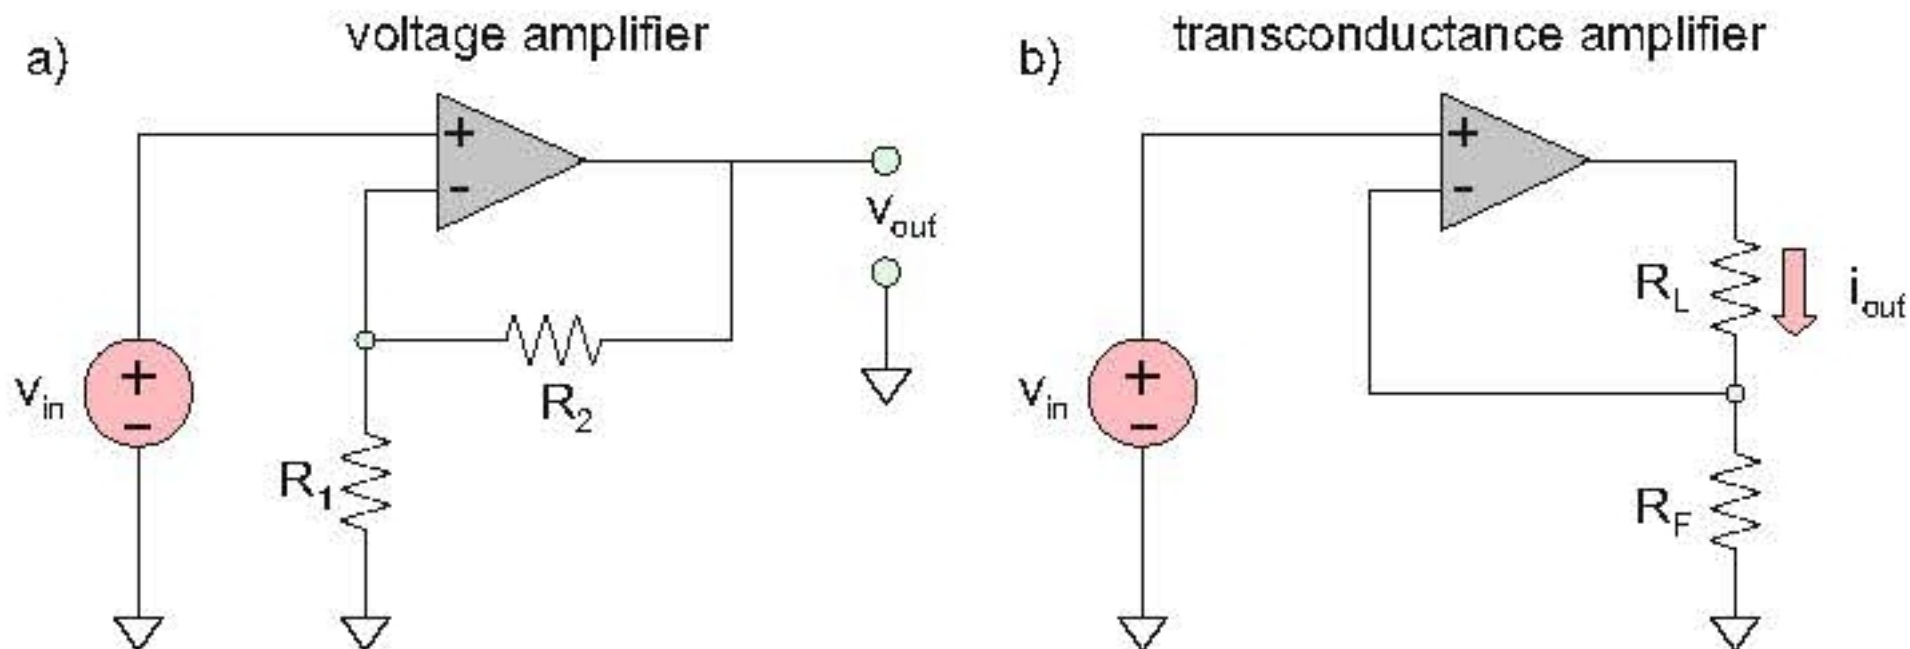 voltage amplifier
a)
+
-
v_out
v_in
+
-
R_2
R_1
transconductance amplifier
b)
+
-
R_L
i_out
v_in
+
-
R_F